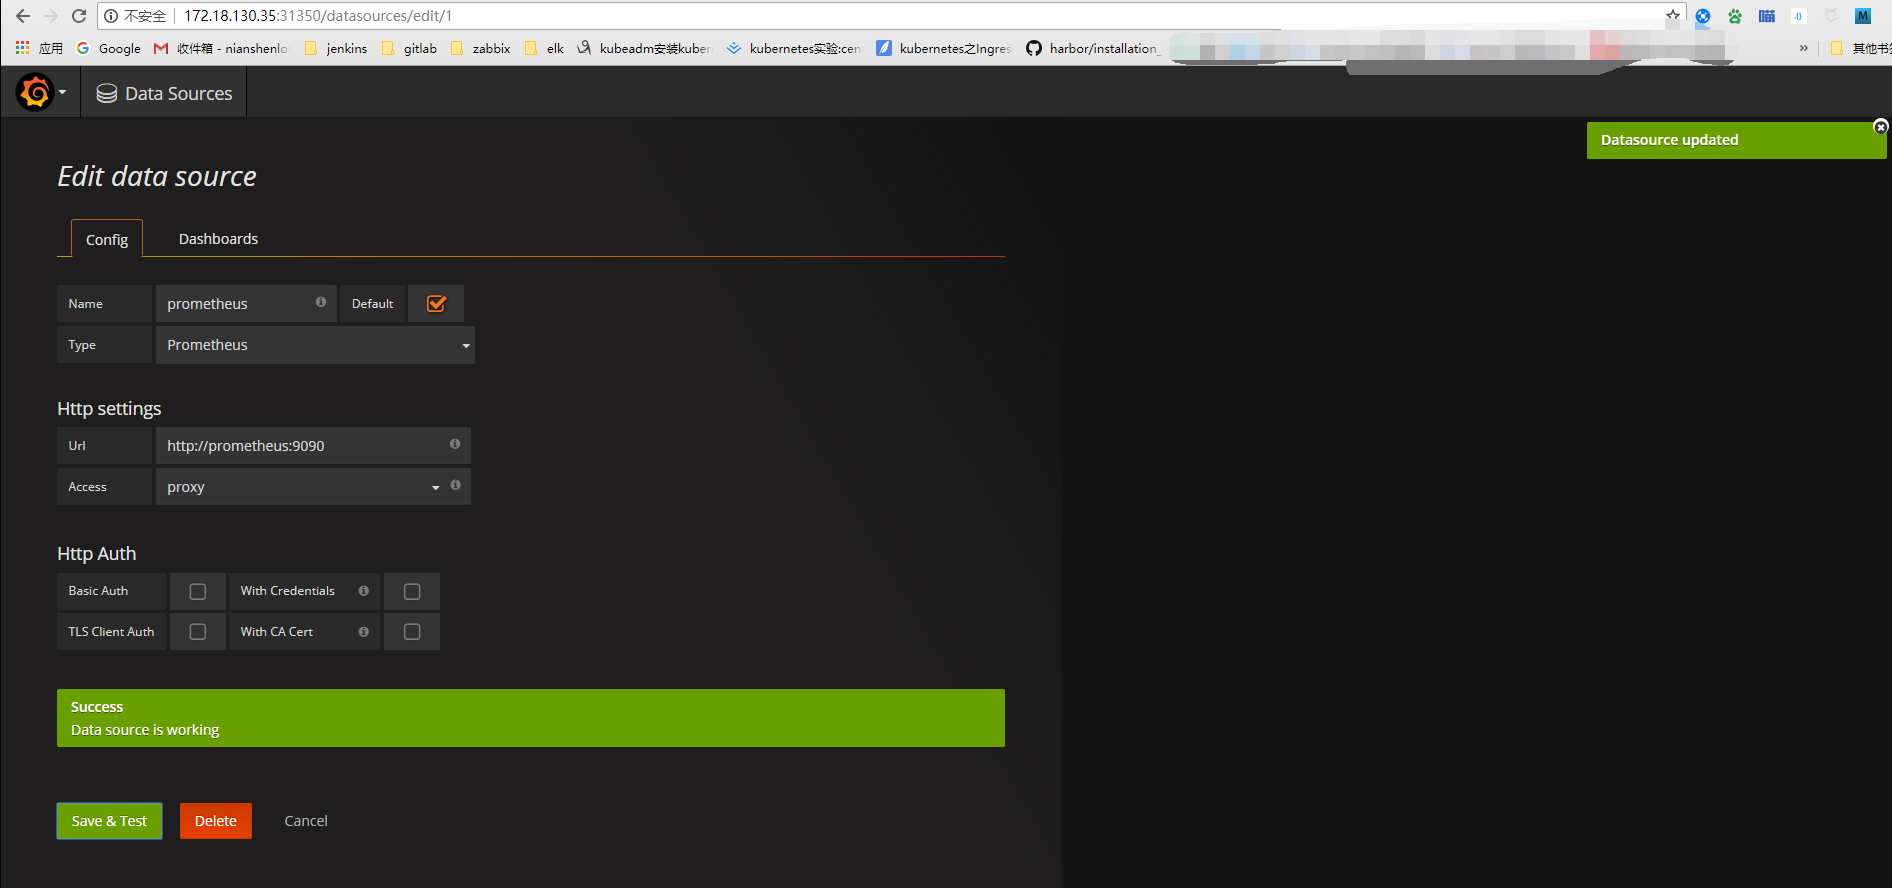 不安全 172.18.130.35:31350/datasources/edit/1
应用 Google 收件箱 - nianshenlo jenkins gitlab zabbix elk kubeadm安装kuber kubernetes实验:cen kubernetes之Ingres harbor/installation_ » 其他书签
Data Sources
Datasource updated
Edit data source
Config Dashboards
Name prometheus Default
Type Prometheus
Http settings
Url http://prometheus:9090
Access proxy
Http Auth
Basic Auth With Credentials
TLS Client Auth With CA Cert
Success
Data source is working
Save & Test Delete Cancel